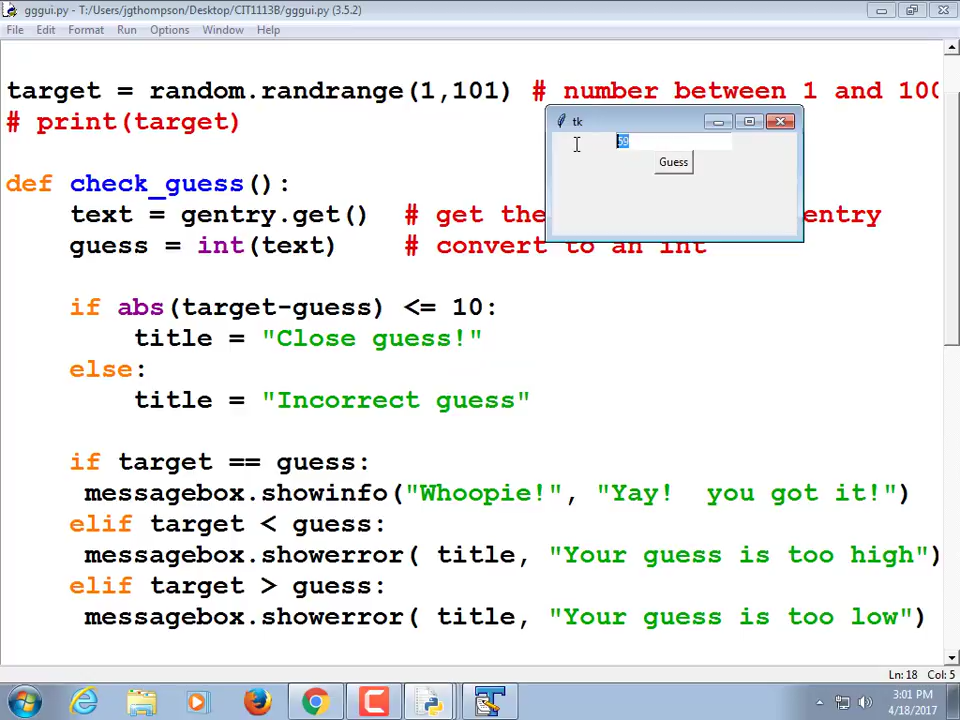 gggui.py - T:/Users/jgthompson/Desktop/CIT1113B/gggui.py (3.5.2)
File Edit Format Run Options Window Help
target = random.randrange(1,101) # number between 1 and 100
# print(target)
tk
59
Guess
def check_guess():
text = gentry.get() # get the entry
guess = int(text) # convert to an int
if abs(target-guess) <= 10:
title = "Close guess!"
else:
title = "Incorrect guess"
if target == guess:
messagebox.showinfo("Whoopie!", "Yay! you got it!")
elif target < guess:
messagebox.showerror( title, "Your guess is too high")
elif target > guess:
messagebox.showerror( title, "Your guess is too low")
Ln: 18 Col: 5
3:01 PM
4/18/2017